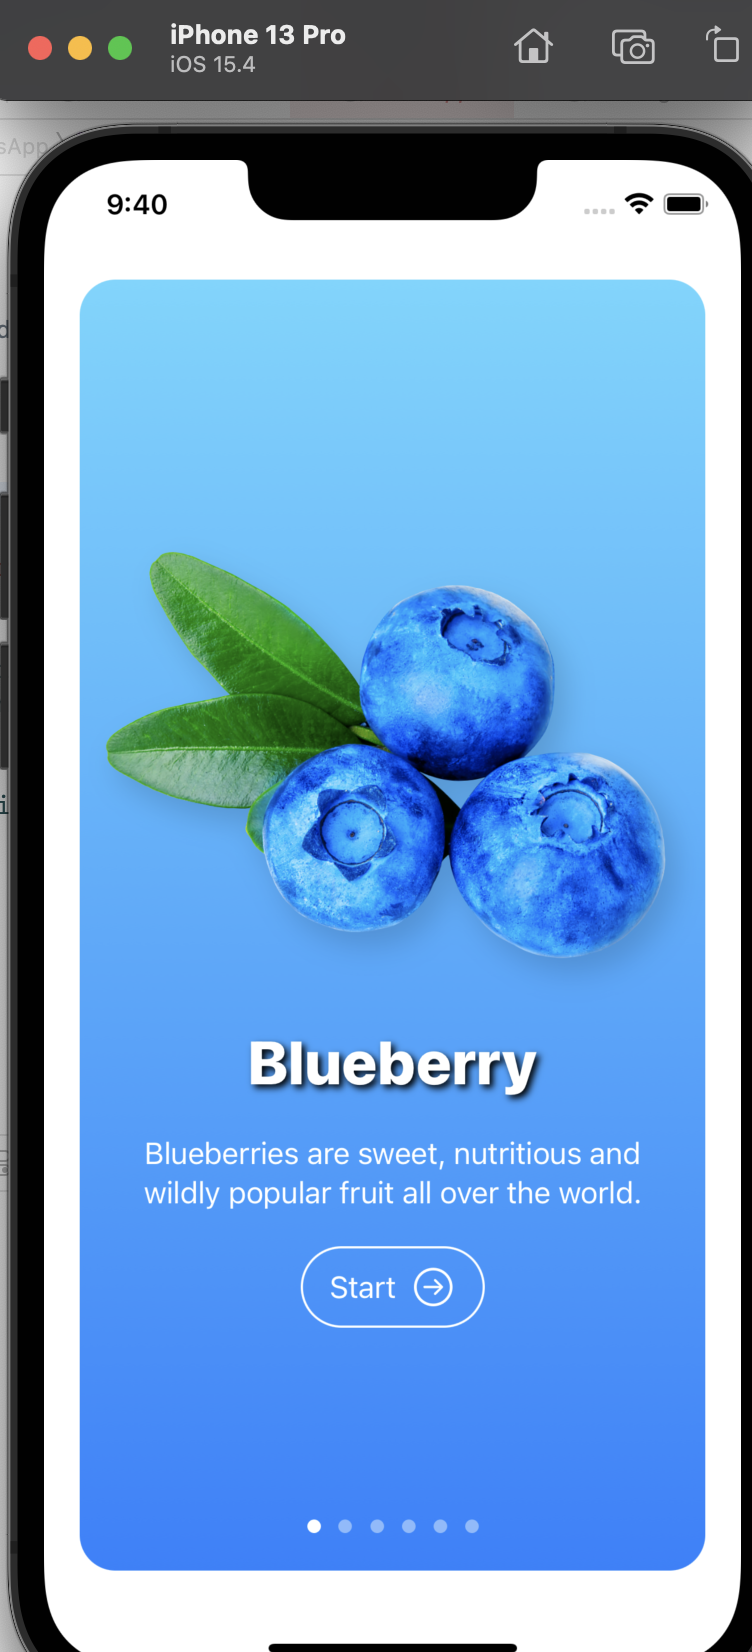 iPhone 13 Pro
iOS 15.4
sApp
9:40
d
i
Blueberry
Blueberries are sweet, nutritious and
wildly popular fruit all over the world.
Start